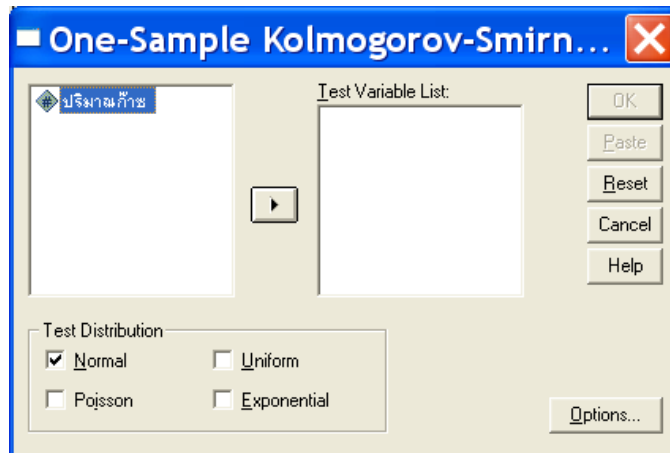 One-Sample Kolmogorov-Smirn...
ปริมาณก๊าซ
Test Variable List:
OK
Paste
Reset
Cancel
Help
Test Distribution
Normal
Uniform
Poisson
Exponential
Options...